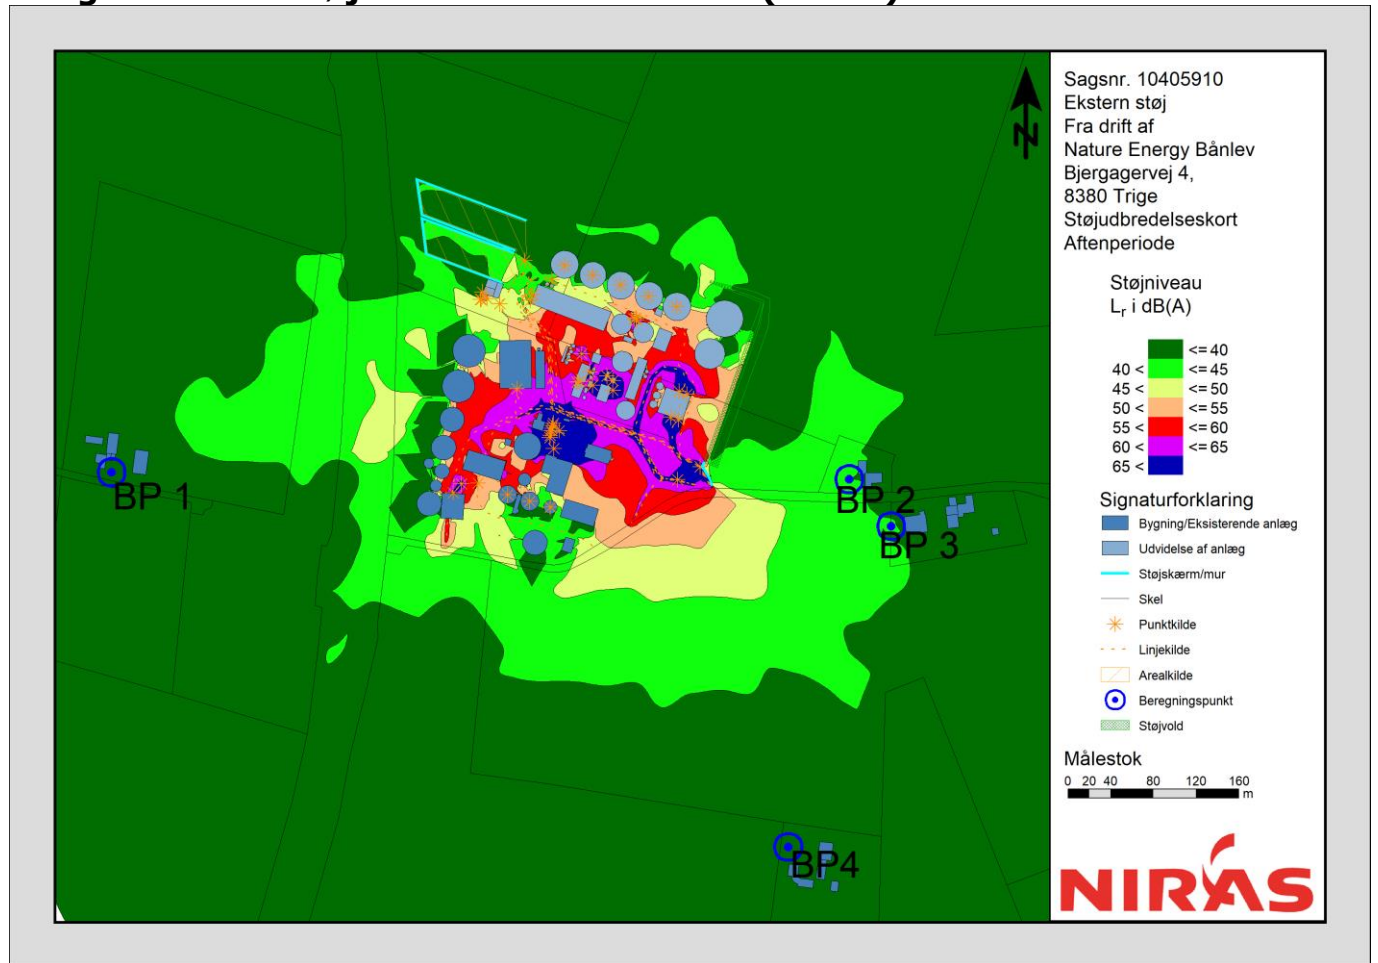 Sagsnr. 10405910
Ekstern støj
Fra drift af
Nature Energy Bånlev
Bjergagervej 4,
8380 Trige
Støjudbredelseskort
Aftenperiode
N
Støjniveau
Lr i dB(A)
<= 40
40 < <= 45
45 < <= 50
50 < <= 55
55 < <= 60
60 < <= 65
65 <
Signaturforklaring
Bygning/Eksisterende anlæg
Udvidelse af anlæg
Støjskærm/mur
Skel
Punktkilde
Linjekilde
Arealkilde
Beregningspunkt
Støjvold
Målestok
0 20 40 80 120 160
m
NIRAS
BP 1
BP 2
BP 3
BP4